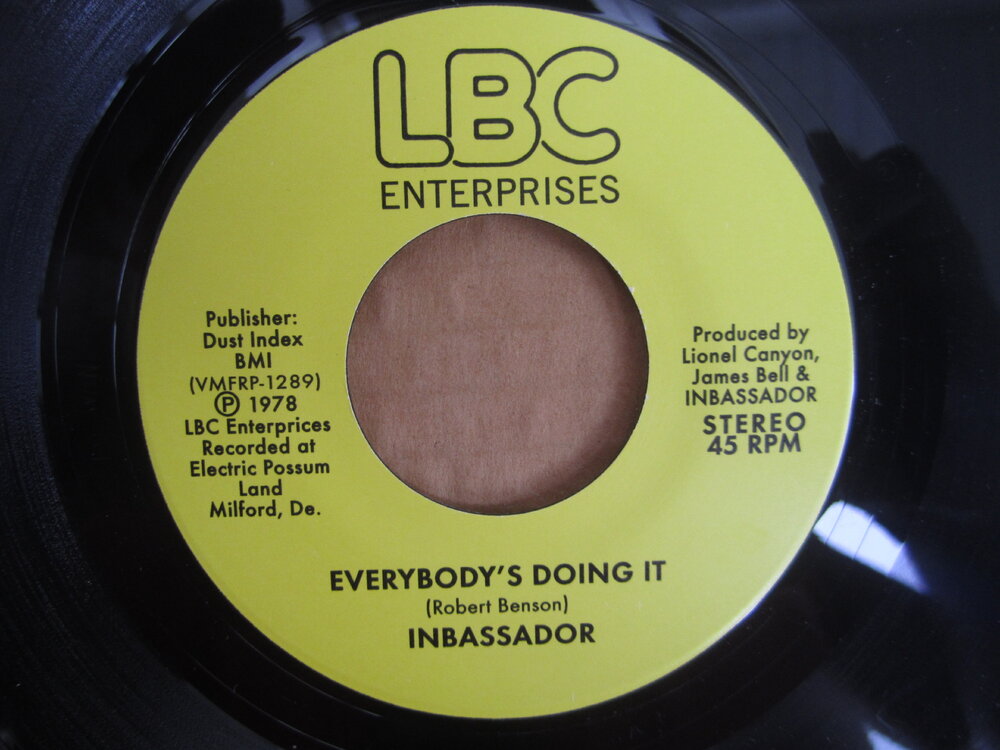 LBC
ENTERPRISES
Publisher:
Dust Index
BMI
(VMFRP-1289)
Ⓟ 1978
LBC Enterprices
Recorded at
Electric Possum
Land
Milford, De.
Produced by
Lionel Canyon,
James Bell &
INBASSADOR
STEREO
45 RPM
EVERYBODY'S DOING IT
(Robert Benson)
INBASSADOR